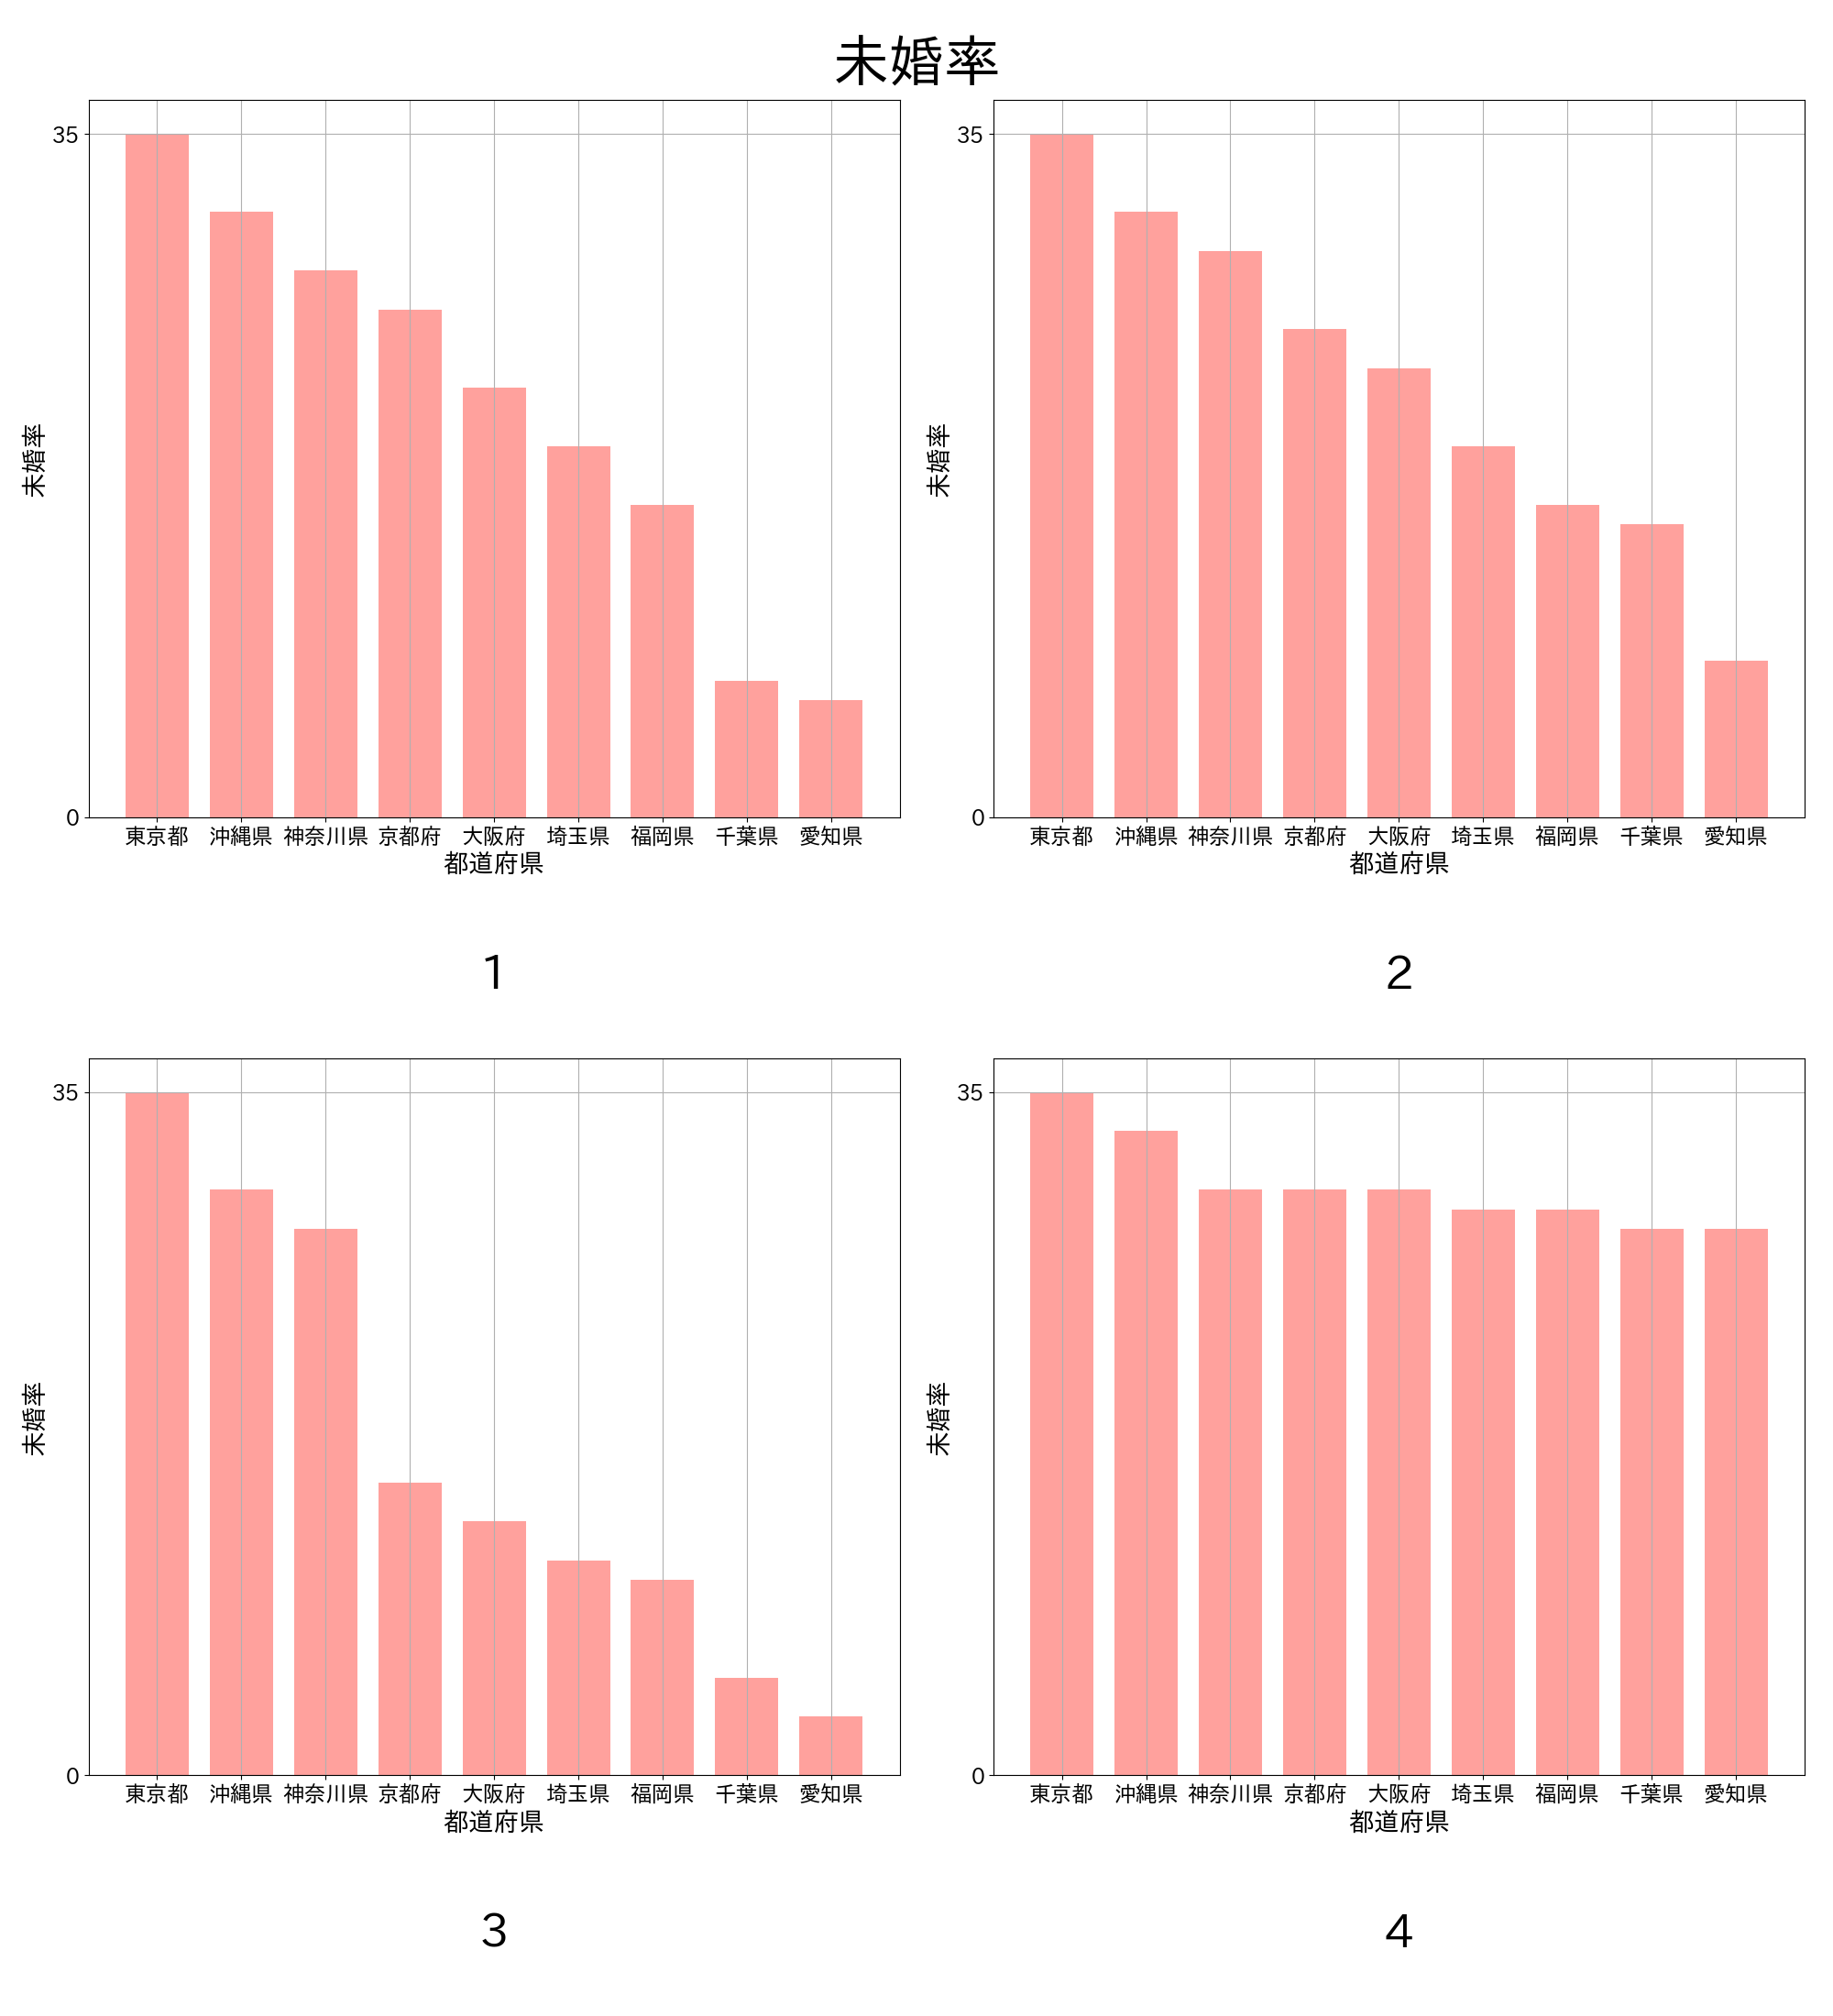 未婚率
35
0
未婚率
東京都 沖縄県 神奈川県 京都府 大阪府 埼玉県 福岡県 千葉県 愛知県
都道府県
1
35
0
未婚率
東京都 沖縄県 神奈川県 京都府 大阪府 埼玉県 福岡県 千葉県 愛知県
都道府県
2
35
0
未婚率
東京都 沖縄県 神奈川県 京都府 大阪府 埼玉県 福岡県 千葉県 愛知県
都道府県
3
35
0
未婚率
東京都 沖縄県 神奈川県 京都府 大阪府 埼玉県 福岡県 千葉県 愛知県
都道府県
4